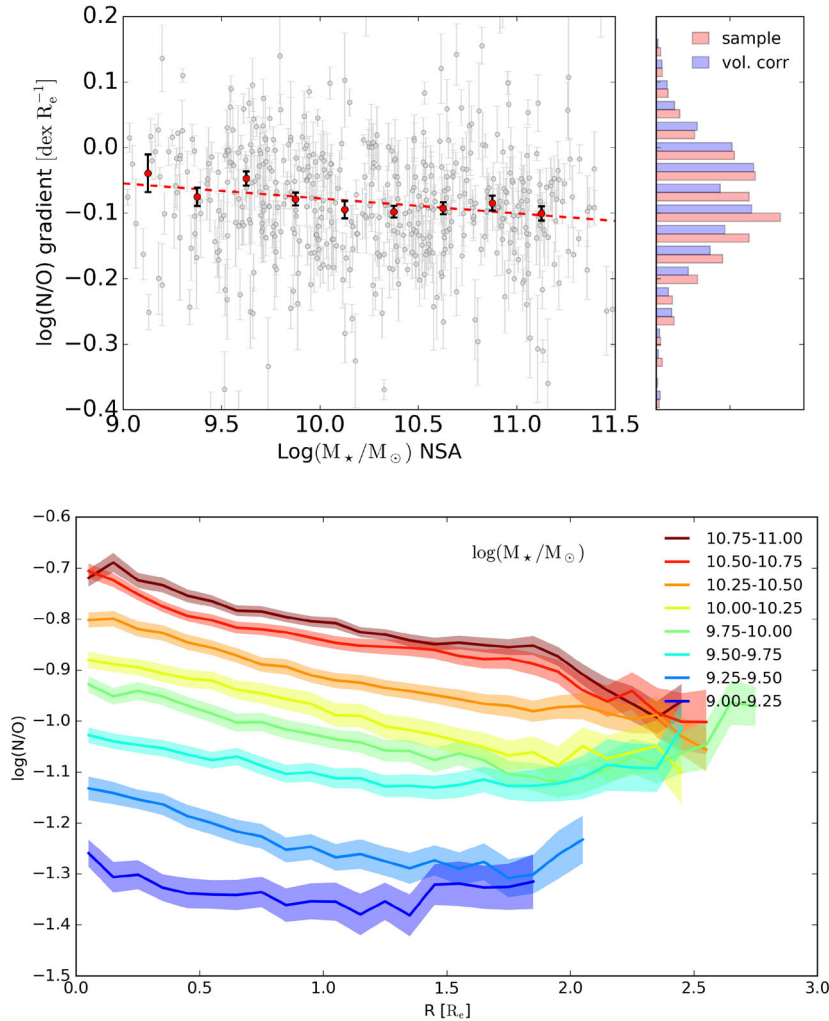 0.2
0.1
0.0
−0.1
−0.2
−0.3
−0.4
log(N/O) gradient [dex R_e^−1]
9.0 9.5 10.0 10.5 11.0 11.5
Log(M⋆/M⊙) NSA
sample
vol. corr
−0.6
−0.7
−0.8
−0.9
−1.0
−1.1
−1.2
−1.3
−1.4
−1.5
log(N/O)
log(M⋆/M⊙)
10.75-11.00
10.50-10.75
10.25-10.50
10.00-10.25
9.75-10.00
9.50-9.75
9.25-9.50
9.00-9.25
0.0 0.5 1.0 1.5 2.0 2.5 3.0
R [R_e]